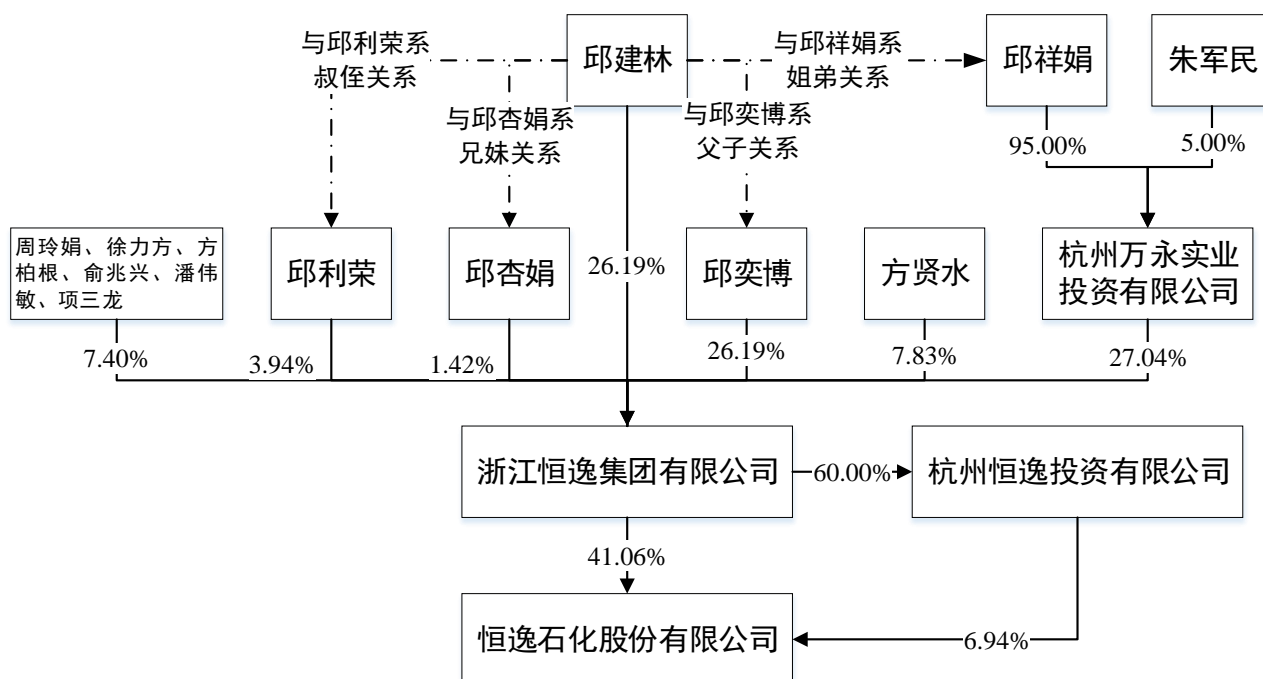 与邱利荣系
叔侄关系
邱建林
与邱祥娟系
姐弟关系
邱祥娟
朱军民
与邱杏娟系
兄妹关系
与邱奕博系
父子关系
95.00%
5.00%
周玲娟、徐力方、方
柏根、俞兆兴、潘伟
敏、项三龙
邱利荣
邱杏娟
26.19%
邱奕博
方贤水
杭州万永实业
投资有限公司
7.40%
3.94%
1.42%
26.19%
7.83%
27.04%
浙江恒逸集团有限公司
60.00%
杭州恒逸投资有限公司
41.06%
恒逸石化股份有限公司
6.94%